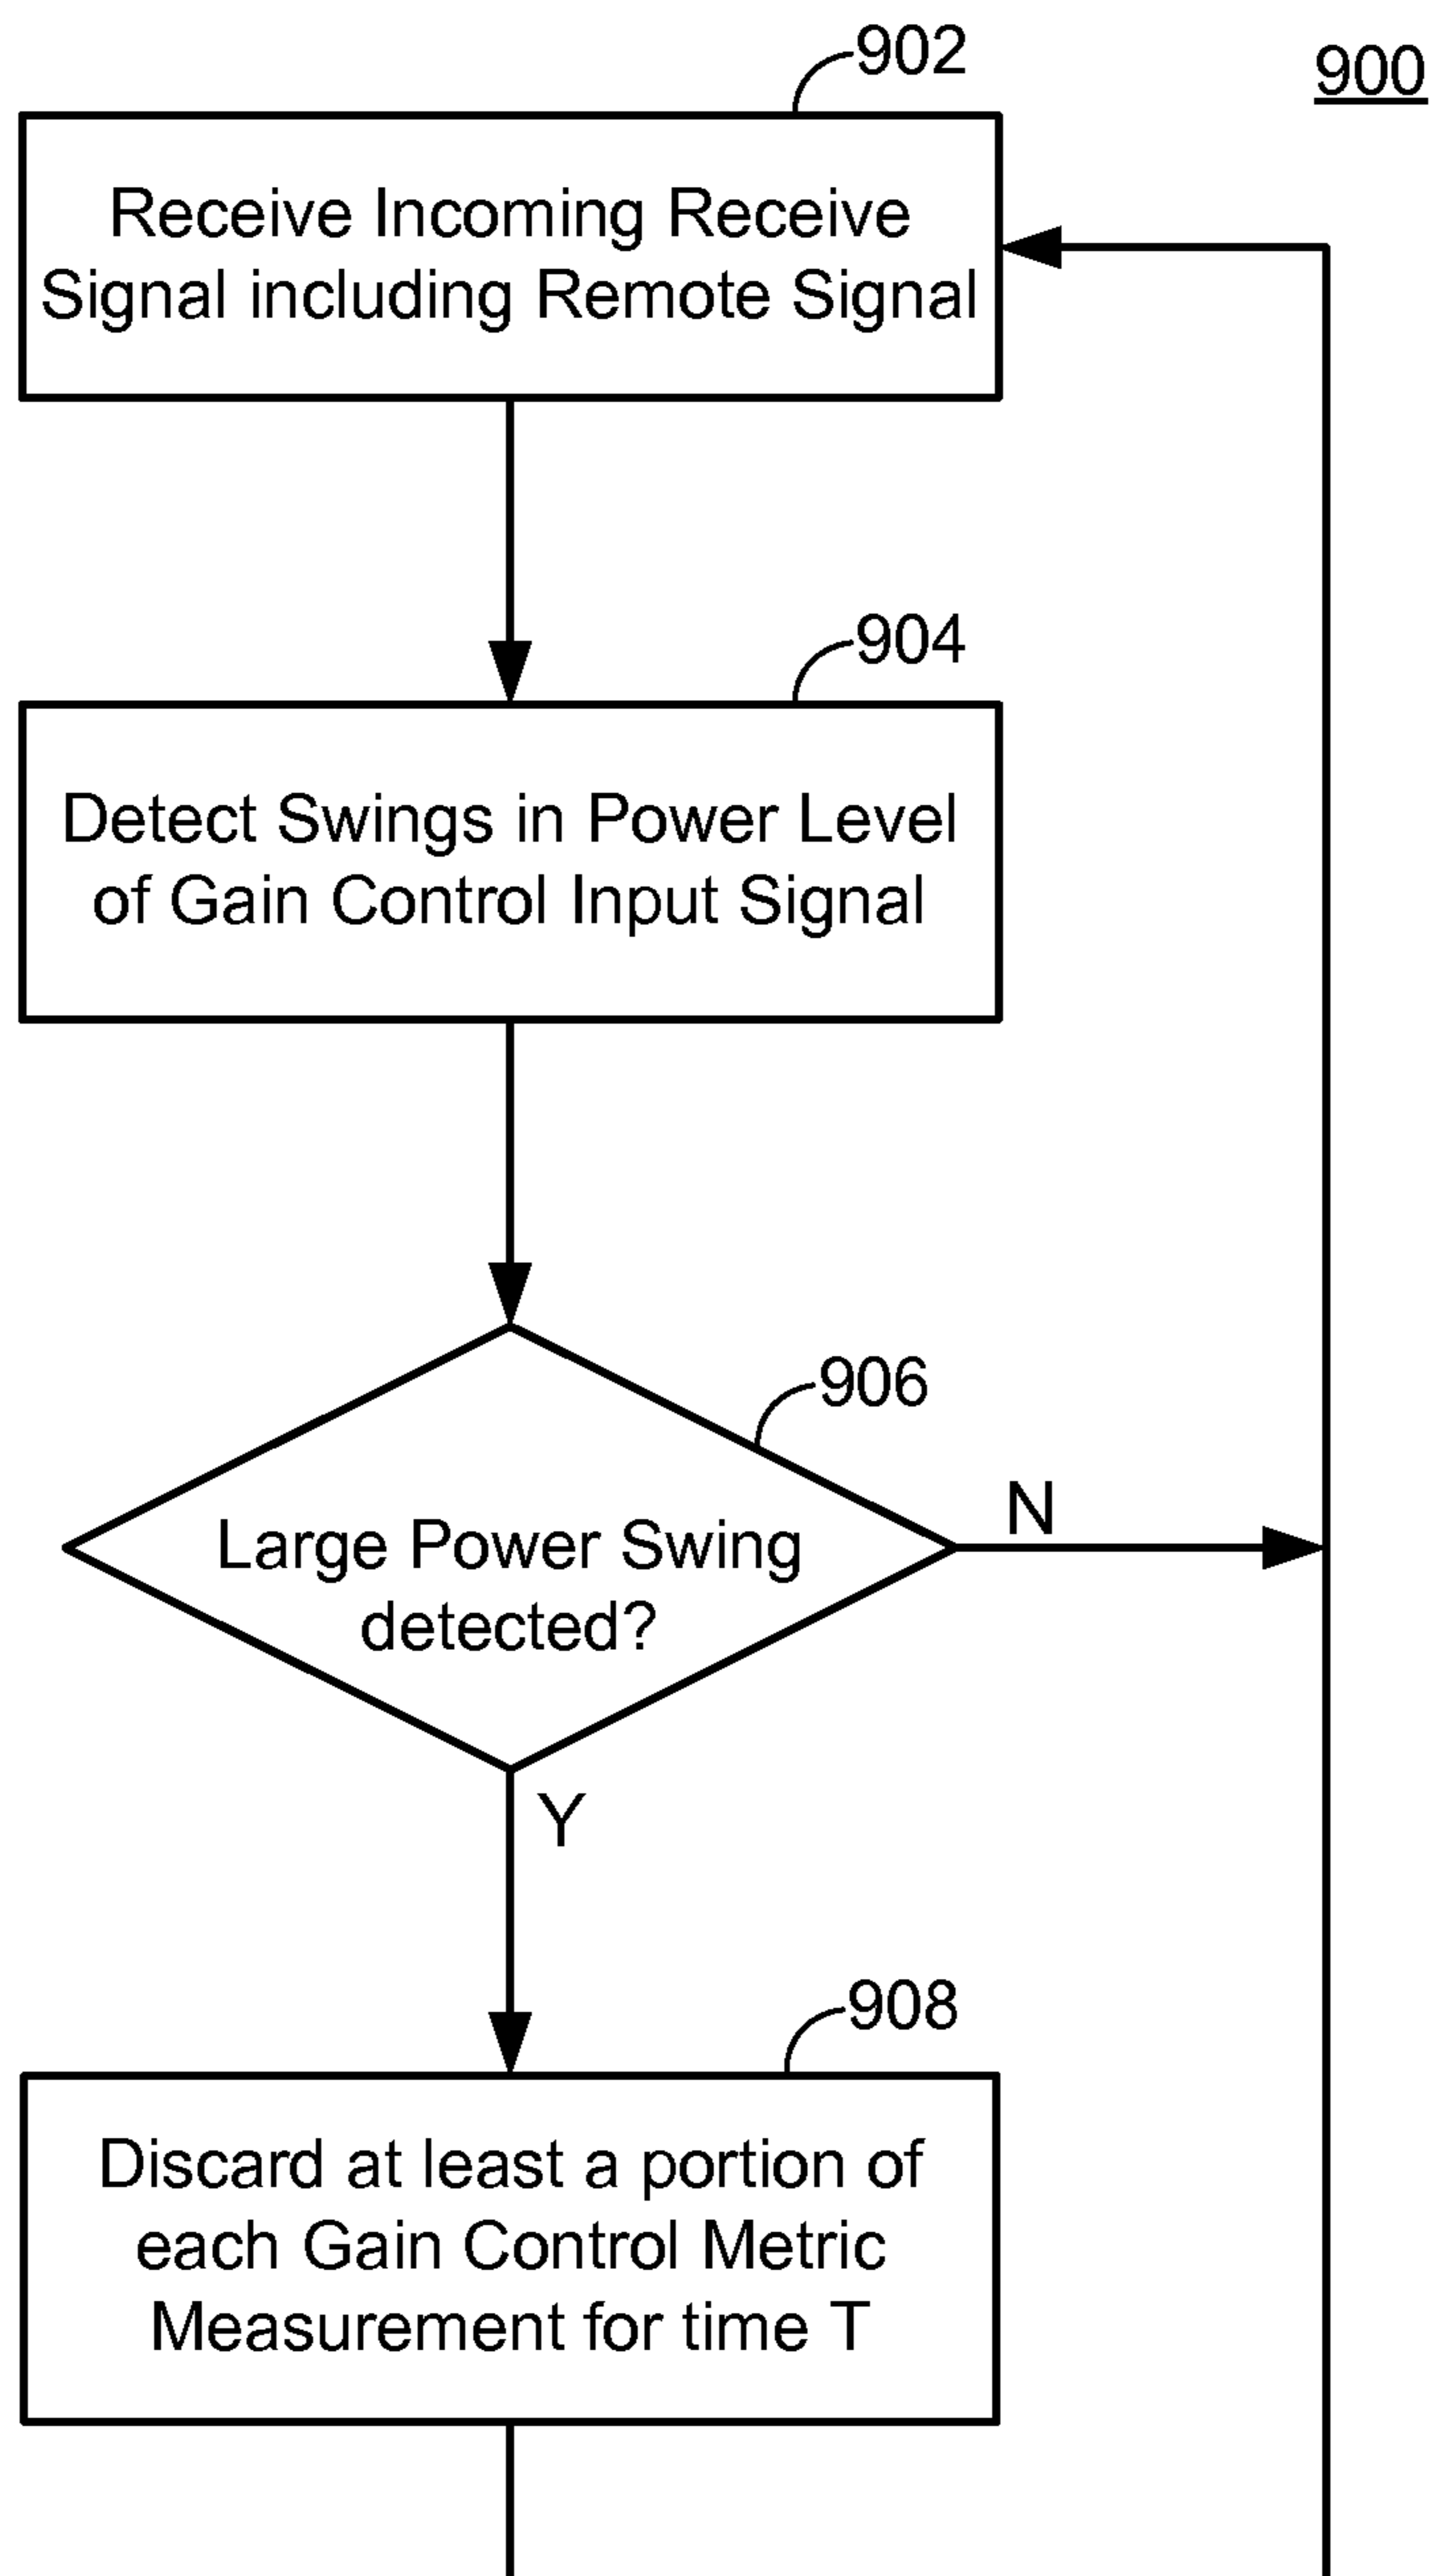 902
900
Receive Incoming Receive
Signal including Remote Signal
904
Detect Swings in Power Level
of Gain Control Input Signal
906
N
Large Power Swing
detected?
Y
908
Discard at least a portion of
each Gain Control Metric
Measurement for time T